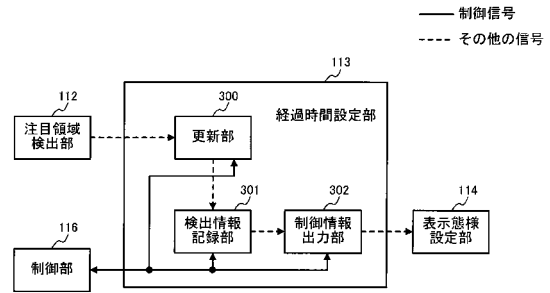 制御信号
その他の信号
113
112
300
経過時間設定部
注目領域
検出部
更新部
301
302
114
116
検出情報
記録部
制御情報
出力部
表示態様
設定部
制御部